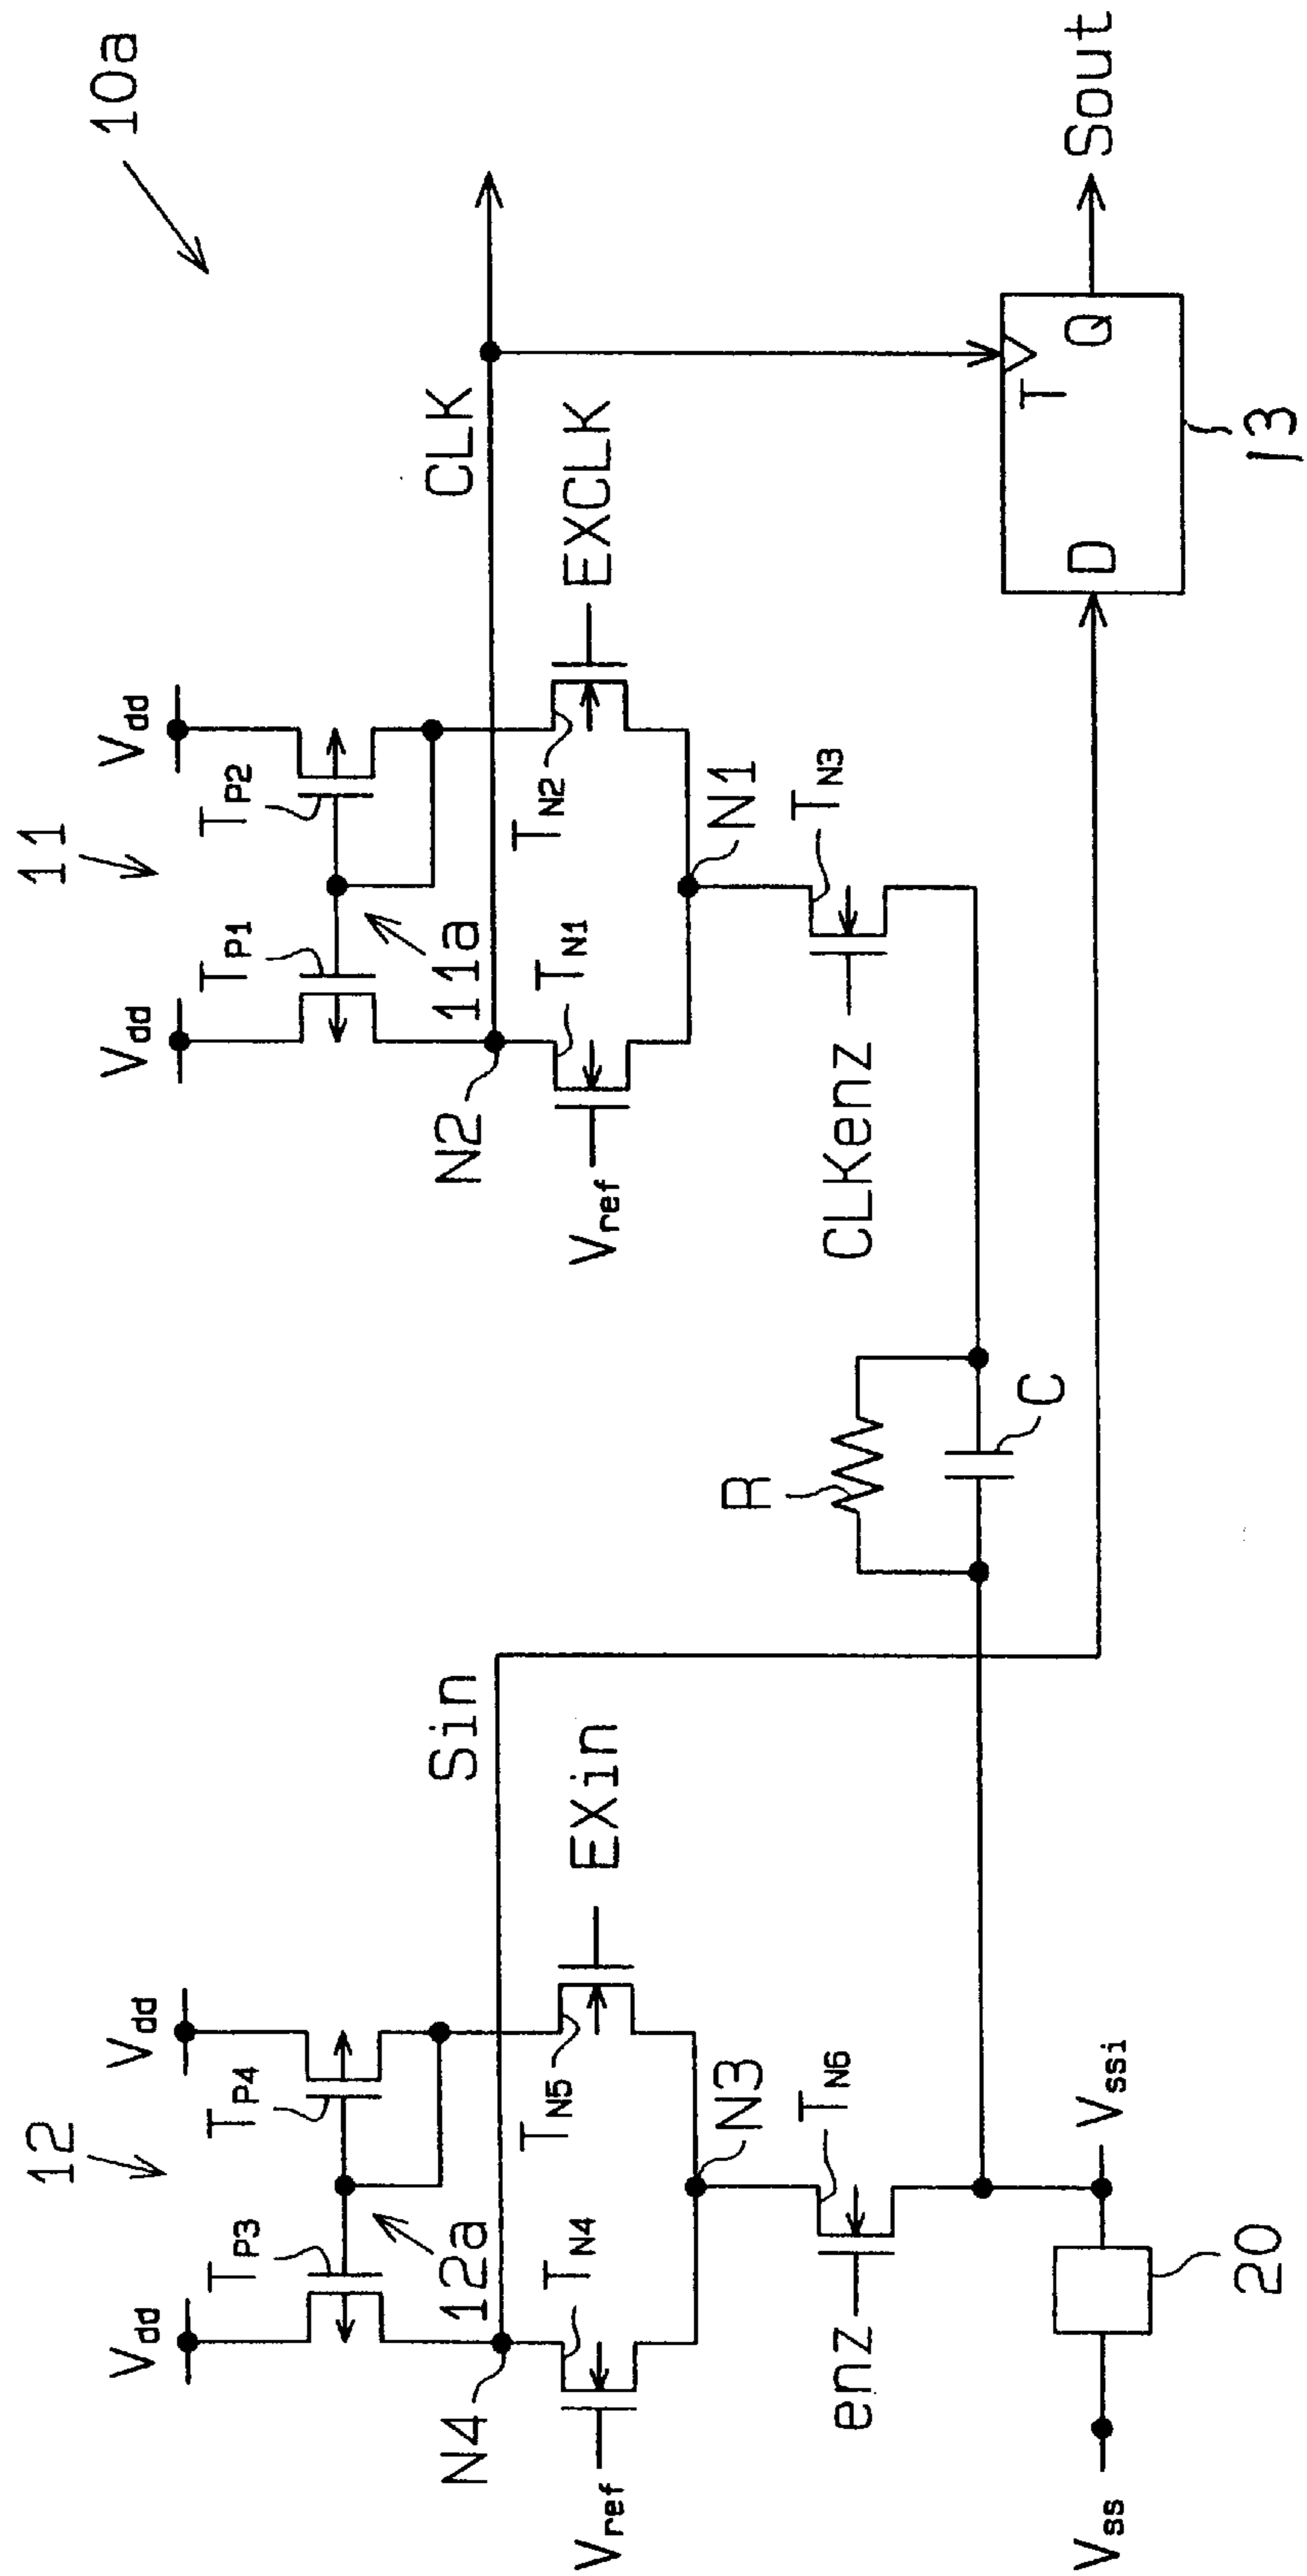 10a
11
12
Vdd
Vdd
Vdd
Vdd
TP3
TP4
TP1
TP2
12a
11a
Sin
CLK
N4
N2
TN4
TN5
TN1
TN2
Vref
EXin
Vref
EXCLK
N3
N1
TN6
TN3
enz
CLKenz
R
C
Vss
20
Vssi
D
T
Q
13
Sout